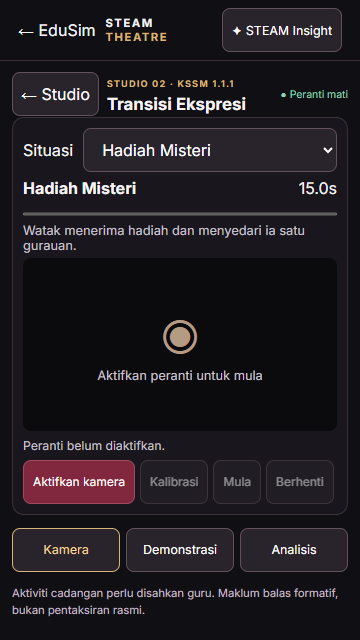 ← EduSim
STEAM
THEATRE
✦ STEAM Insight
← Studio
STUDIO 02 · KSSM 1.1.1
Transisi Ekspresi
● Peranti mati
Situasi
Hadiah Misteri
Hadiah Misteri 15.0s
Watak menerima hadiah dan menyedari ia satu
gurauan.
Aktifkan peranti untuk mula
Peranti belum diaktifkan.
Aktifkan kamera Kalibrasi Mula Berhenti
Kamera Demonstrasi Analisis
Aktiviti cadangan perlu disahkan guru. Maklum balas formatif,
bukan pentaksiran rasmi.